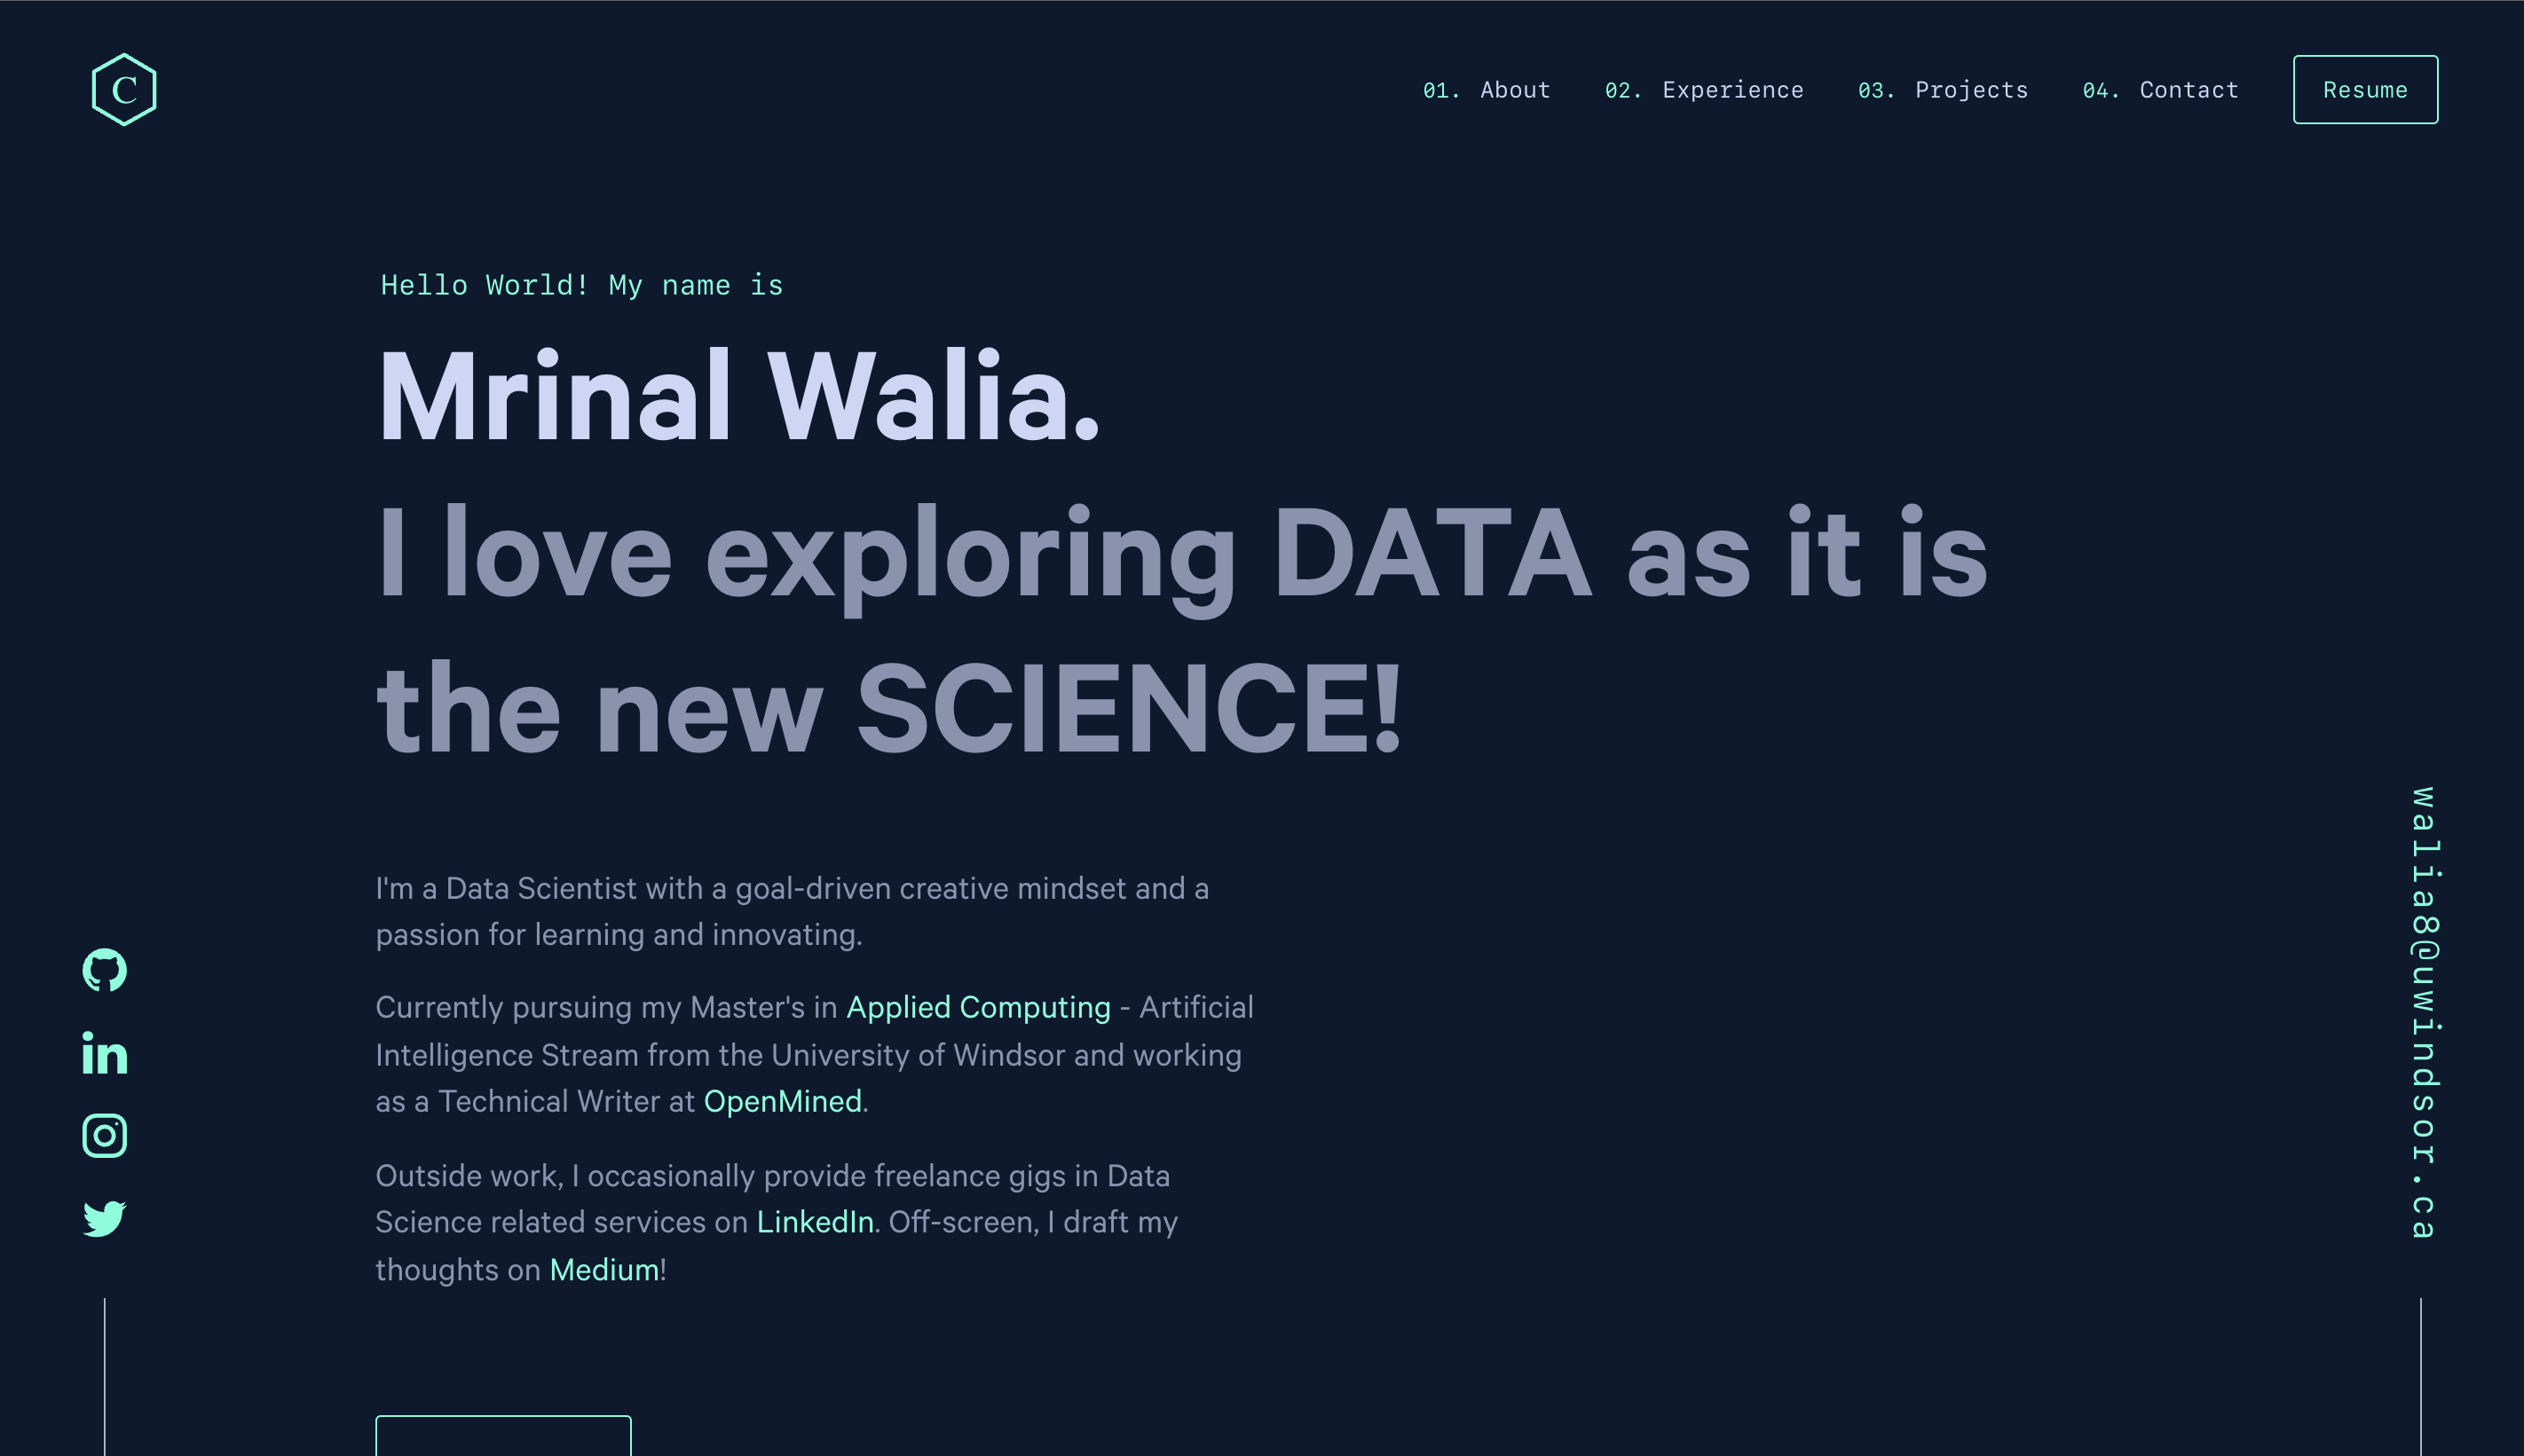 C
01. About 02. Experience 03. Projects 04. Contact Resume
Hello World! My name is
Mrinal Walia.
I love exploring DATA as it is
the new SCIENCE!
I'm a Data Scientist with a goal-driven creative mindset and a
passion for learning and innovating.
Currently pursuing my Master's in Applied Computing - Artificial
Intelligence Stream from the University of Windsor and working
as a Technical Writer at OpenMined.
Outside work, I occasionally provide freelance gigs in Data
Science related services on LinkedIn. Off-screen, I draft my
thoughts on Medium!
in
walia8@uwindsor.ca